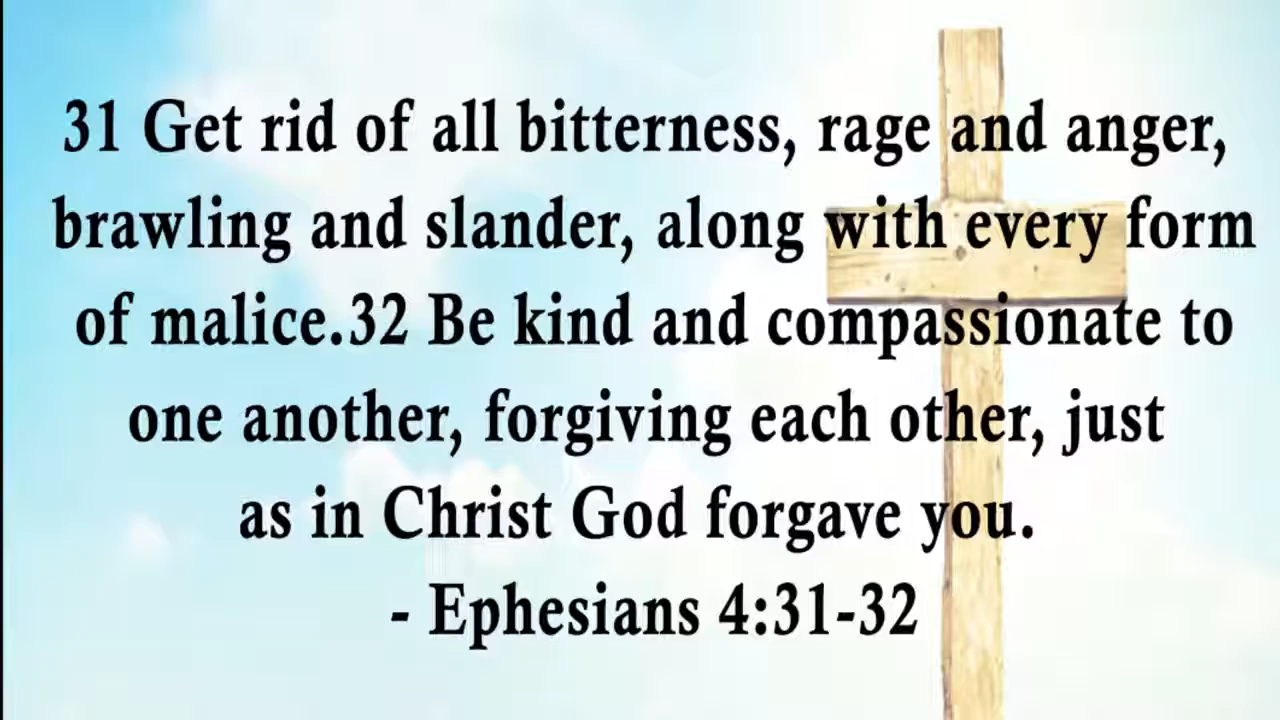 31 Get rid of all bitterness, rage and anger,
brawling and slander, along with every form
of malice.32 Be kind and compassionate to
one another, forgiving each other, just
as in Christ God forgave you.
- Ephesians 4:31-32